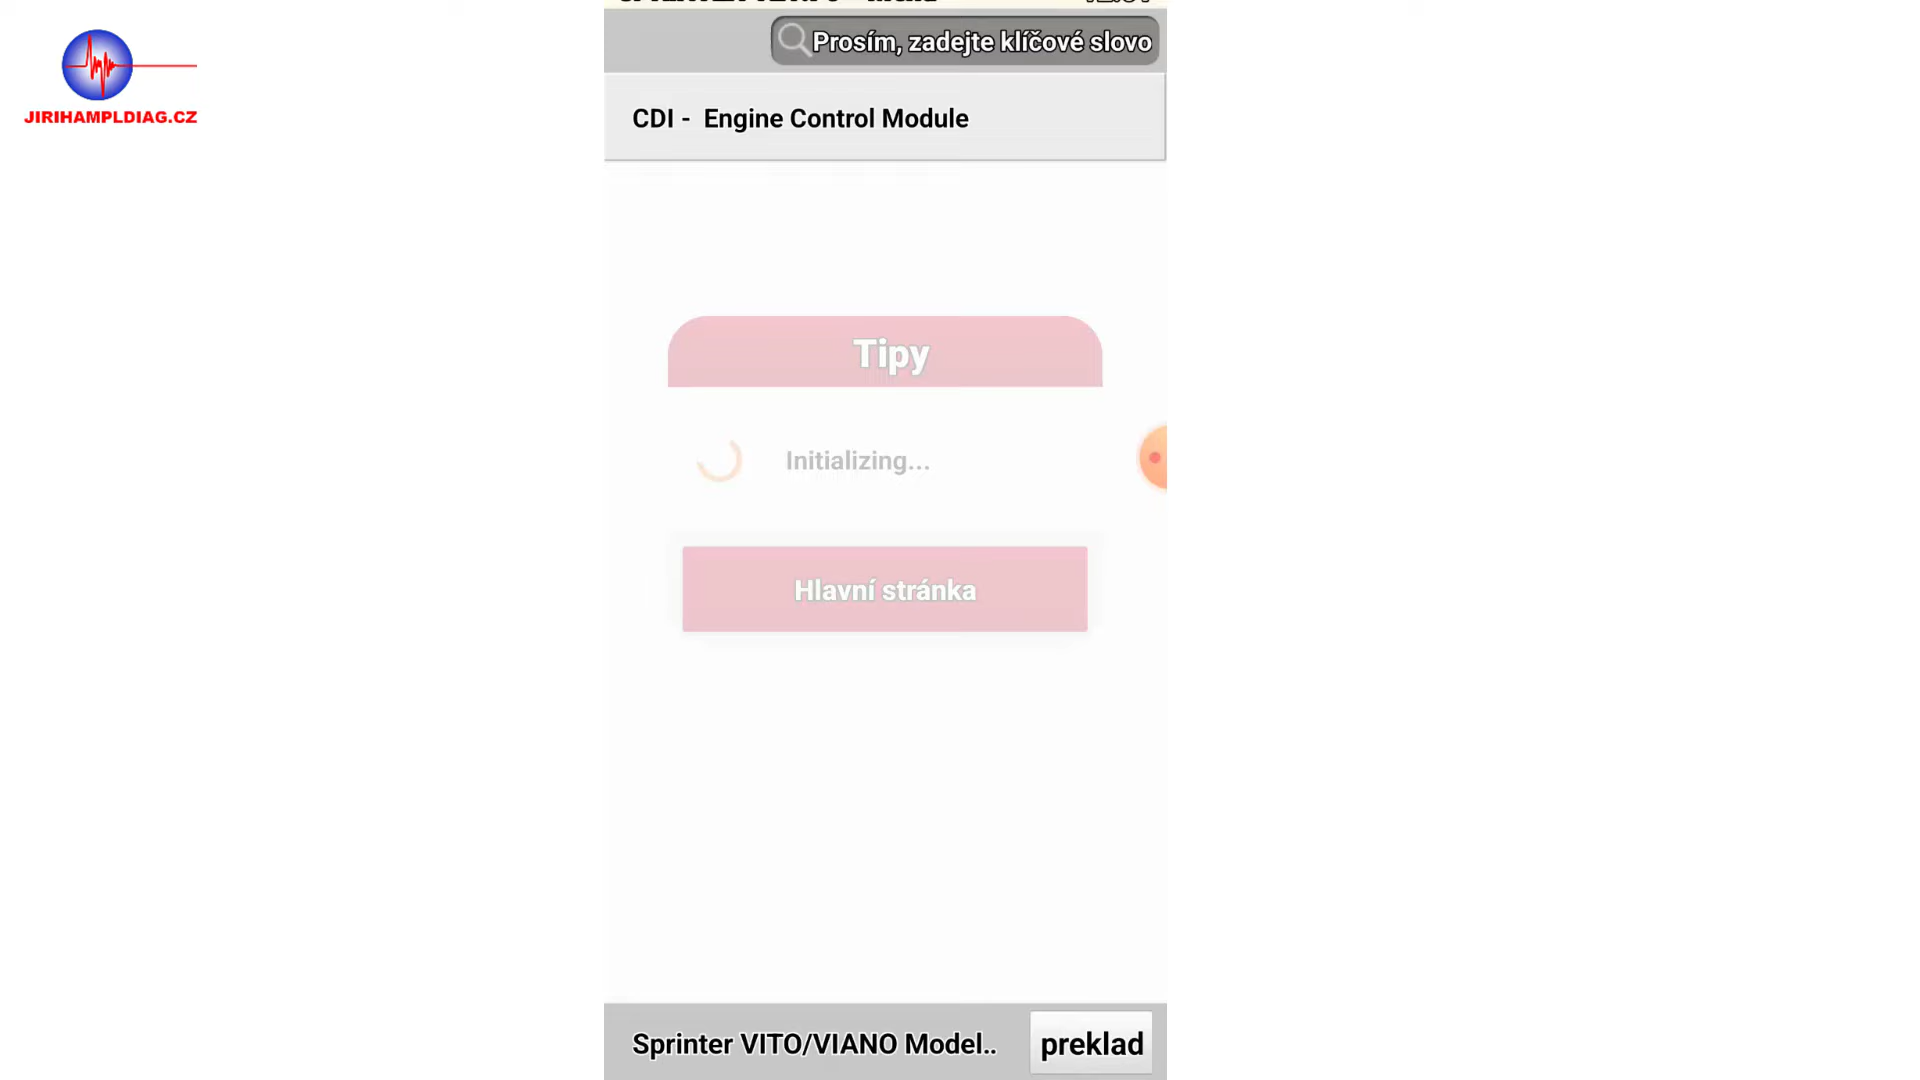 JIRIHAMPLDIAG.CZ
Prosím, zadejte klíčové slovo
CDI - Engine Control Module
Tipy
Initializing...
Hlavní stránka
Sprinter VITO/VIANO Model..
preklad